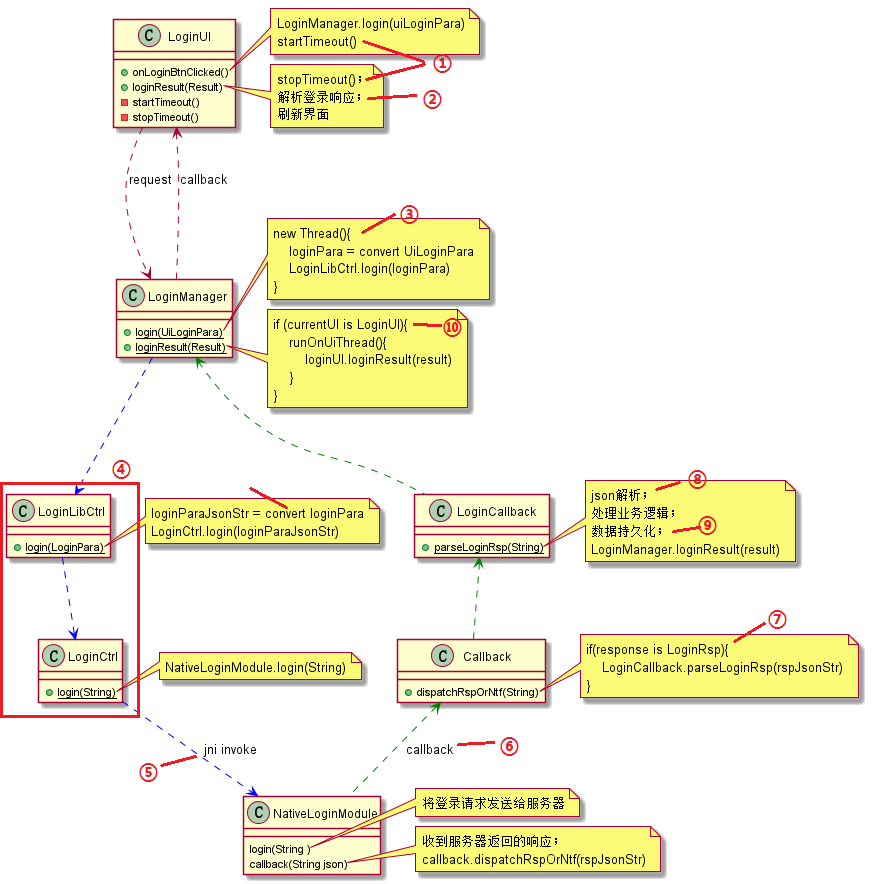 C LoginUI
onLoginBtnClicked()
loginResult(Result)
startTimeout()
stopTimeout()
LoginManager.login(uiLoginPara)
startTimeout()
①
stopTimeout();
解析登录响应;
刷新界面
②
request
callback
③
new Thread(){
loginPara = convert UiLoginPara
LoginLibCtrl.login(loginPara)
}
C LoginManager
login(UiLoginPara)
loginResult(Result)
if (currentUI is LoginUI){
runOnUiThread(){
loginUI.loginResult(result)
}
}
⑩
④
C LoginLibCtrl
login(LoginPara)
loginParaJsonStr = convert loginPara
LoginCtrl.login(loginParaJsonStr)
C LoginCallback
parseLoginRsp(String)
json解析;
处理业务逻辑;
数据持久化;
LoginManager.loginResult(result)
⑧
⑨
C LoginCtrl
login(String)
NativeLoginModule.login(String)
C Callback
dispatchRspOrNtf(String)
if(response is LoginRsp){
LoginCallback.parseLoginRsp(rspJsonStr)
}
⑦
jni invoke
⑤
callback
⑥
C NativeLoginModule
login(String )
callback(String json)
将登录请求发送给服务器
收到服务器返回的响应;
callback.dispatchRspOrNtf(rspJsonStr)